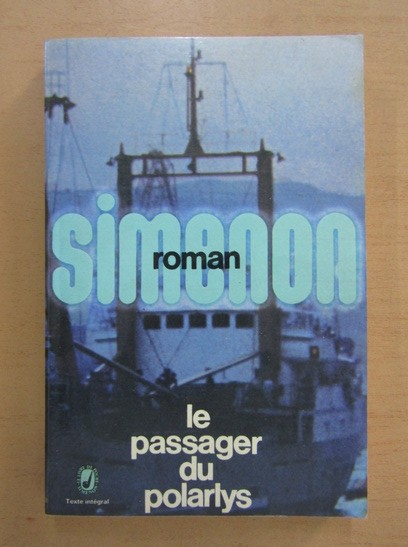 simenon
roman
le
passager
du
polarlys
Texte intégral